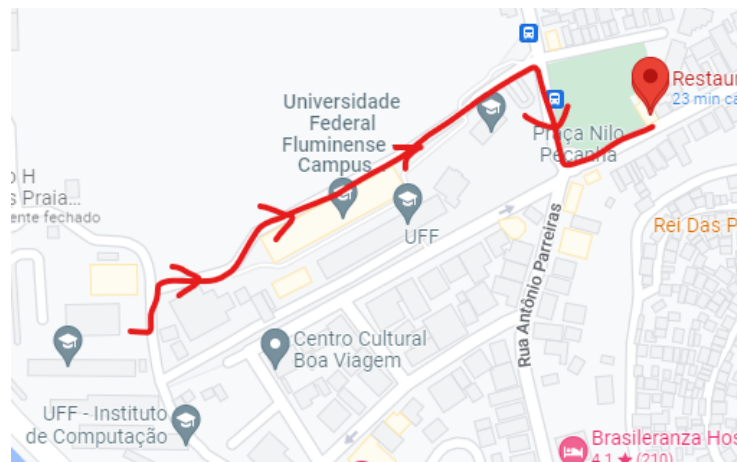 Universidade
Federal
Fluminense
Campus...
Restau
23 min
Praça Nilo
Peçanha
H
Praia...
ente fechado
UFF
Rei Das
Rua Antônio Parreiras
Centro Cultural
Boa Viagem
UFF - Instituto
de Computação
Brasileranza Hos
4,1 ★ (210)